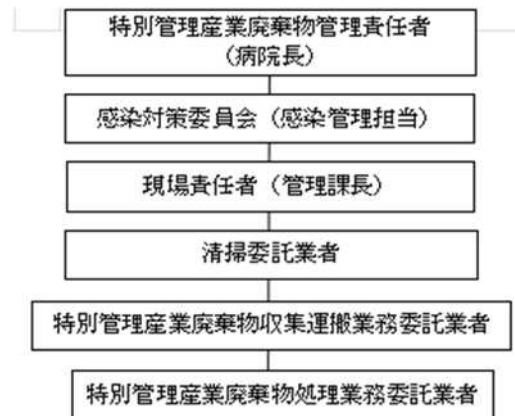 特別管理産業廃棄物管理責任者
（病院長）
感染対策委員会（感染管理担当）
現場責任者（管理課長）
清掃委託業者
特別管理産業廃棄物収集運搬業務委託業者
特別管理産業廃棄物処理業務委託業者